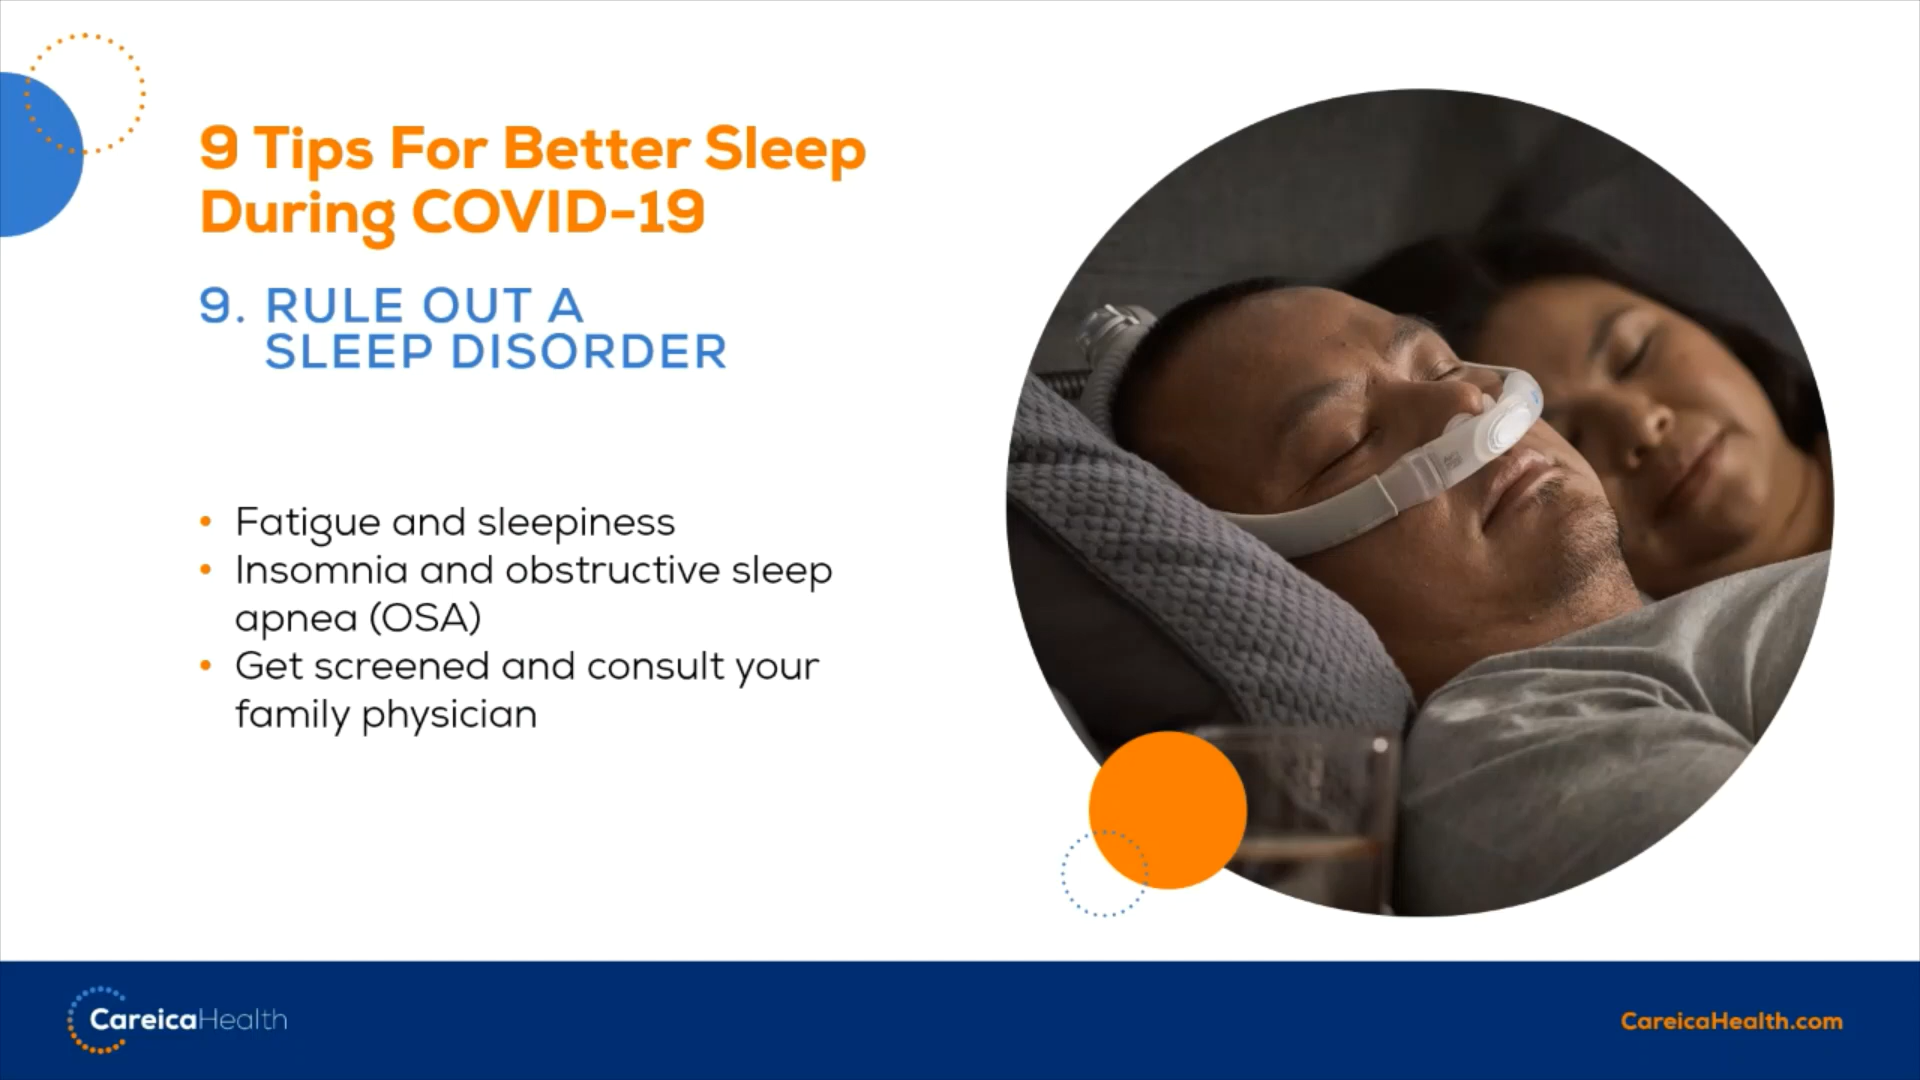 9 Tips For Better Sleep
During COVID-19
9. RULE OUT A
SLEEP DISORDER
• Fatigue and sleepiness
• Insomnia and obstructive sleep
apnea (OSA)
• Get screened and consult your
family physician
CareicaHealth
CareicaHealth.com